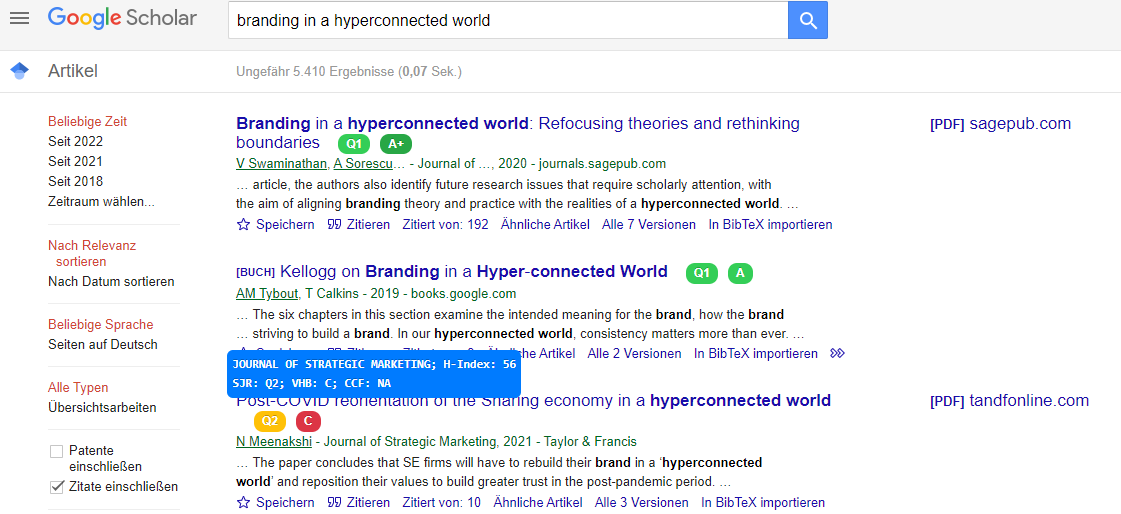 Google Scholar
branding in a hyperconnected world
Artikel
Ungefähr 5.410 Ergebnisse (0,07 Sek.)
Beliebige Zeit
Seit 2022
Seit 2021
Seit 2018
Zeitraum wählen...
Nach Relevanz
sortieren
Nach Datum sortieren
Beliebige Sprache
Seiten auf Deutsch
Alle Typen
Übersichtsarbeiten
Patente
einschließen
Zitate einschließen
Branding in a hyperconnected world: Refocusing theories and rethinking
boundaries Q1 A+
V Swaminathan, A Sorescu… - Journal of …, 2020 - journals.sagepub.com
… article, the authors also identify future research issues that require scholarly attention, with
the aim of aligning branding theory and practice with the realities of a hyperconnected world. …
Speichern Zitieren Zitiert von: 192 Ähnliche Artikel Alle 7 Versionen In BibTeX importieren
[PDF] sagepub.com
[BUCH] Kellogg on Branding in a Hyper-connected World Q1 A
AM Tybout, T Calkins - 2019 - books.google.com
… The six chapters in this section examine the intended meaning for the brand, how the brand
… striving to build a brand. In our hyperconnected world, consistency matters more than ever. …
Artikel Alle 2 Versionen In BibTeX importieren
JOURNAL OF STRATEGIC MARKETING; H-Index: 56
SJR: Q2; VHB: C; CCF: NA
Post-COVID reorientation of the Sharing economy in a hyperconnected world
Q2 C
N Meenakshi - Journal of Strategic Marketing, 2021 - Taylor & Francis
… The paper concludes that SE firms will have to rebuild their brand in a ‘hyperconnected
world’ and reposition their values to build greater trust in the post-pandemic period. …
Speichern Zitieren Zitiert von: 10 Ähnliche Artikel Alle 3 Versionen In BibTeX importieren
[PDF] tandfonline.com